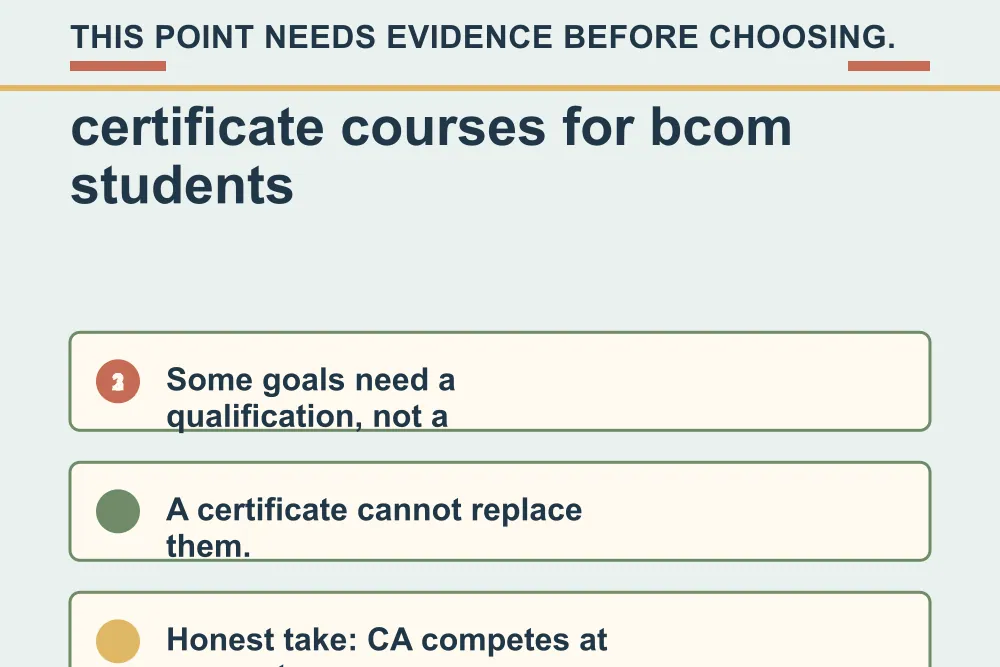 THIS POINT NEEDS EVIDENCE BEFORE CHOOSING.
certificate courses for bcom
students
Some goals need a
qualification, not a
A certificate cannot replace
them.
Honest take: CA competes at